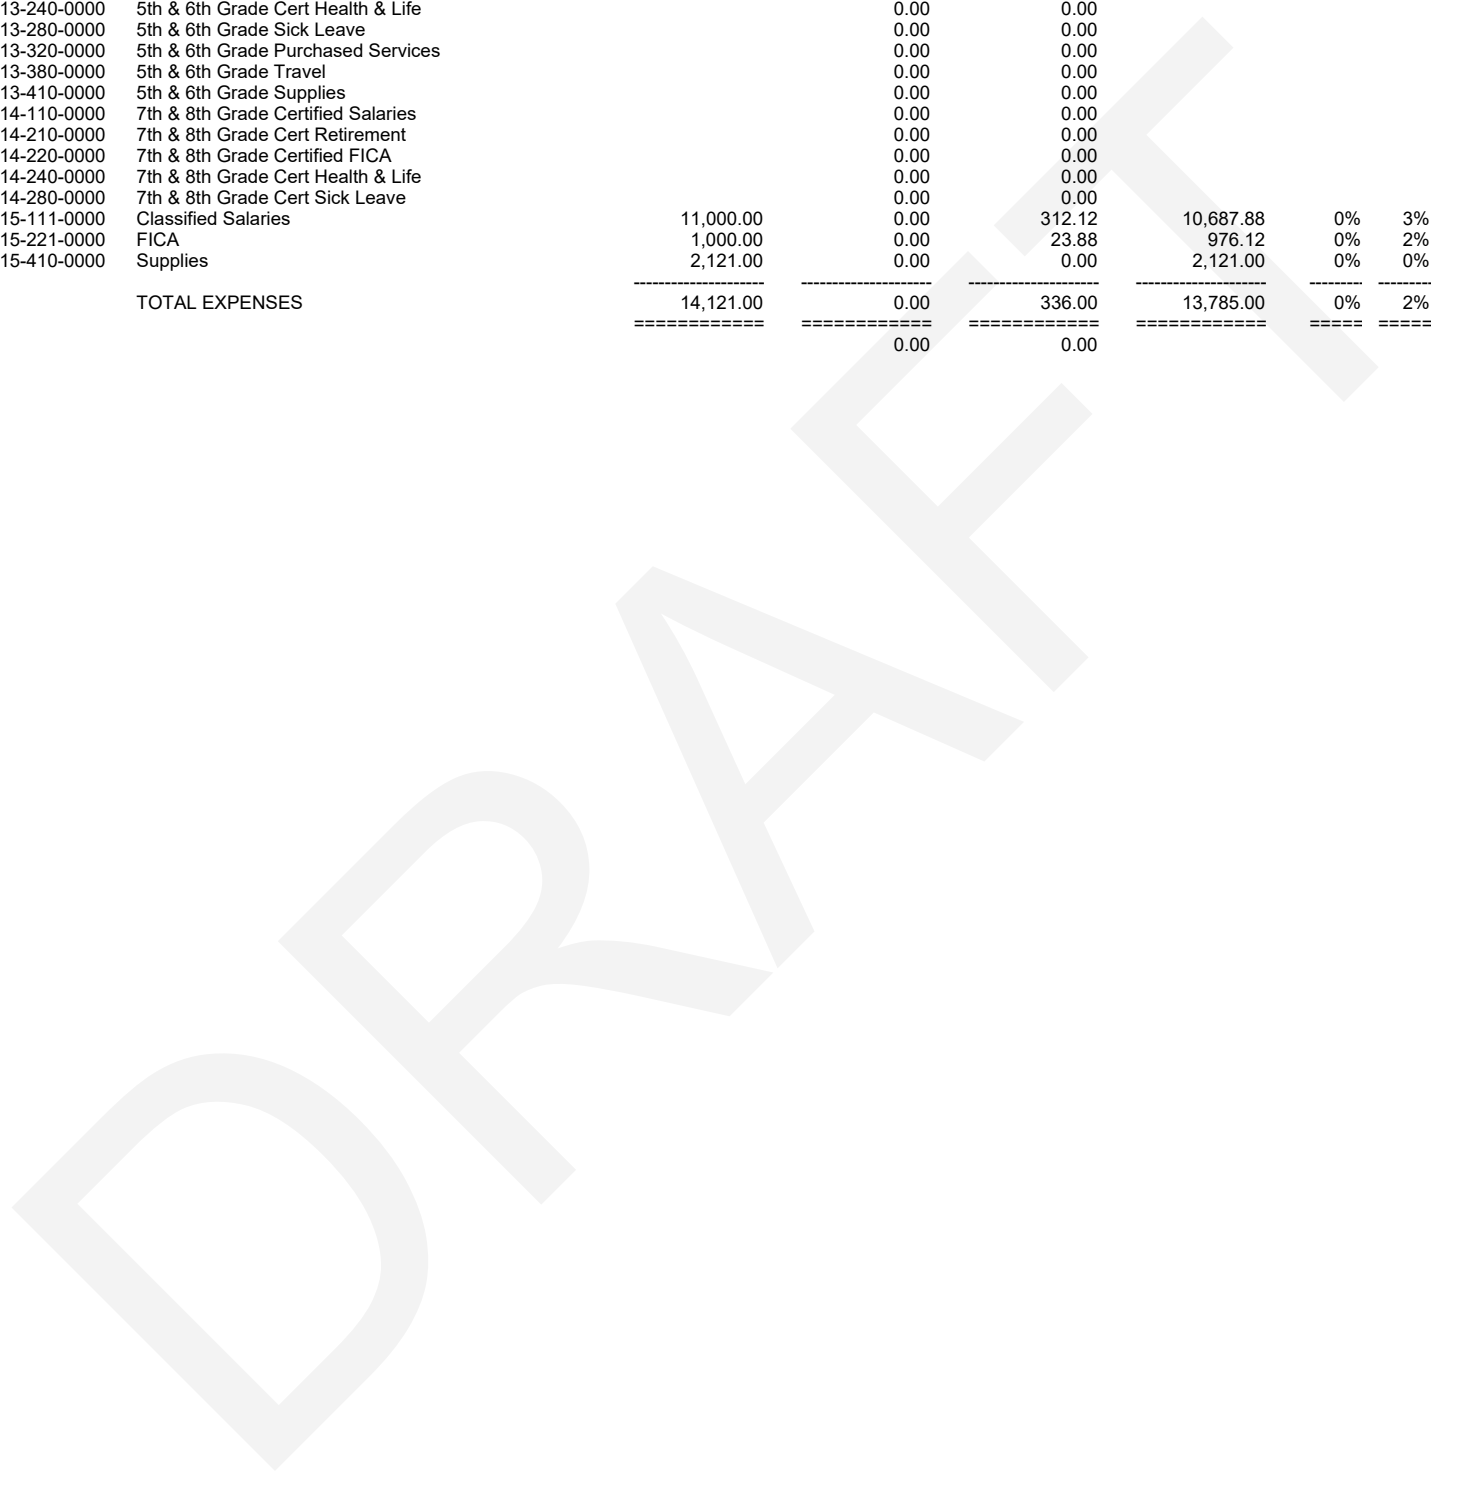 13-240-0000 5th & 6th Grade Cert Health & Life 0.00 0.00
13-280-0000 5th & 6th Grade Sick Leave 0.00 0.00
13-320-0000 5th & 6th Grade Purchased Services 0.00 0.00
13-380-0000 5th & 6th Grade Travel 0.00 0.00
13-410-0000 5th & 6th Grade Supplies 0.00 0.00
14-110-0000 7th & 8th Grade Certified Salaries 0.00 0.00
14-210-0000 7th & 8th Grade Cert Retirement 0.00 0.00
14-220-0000 7th & 8th Grade Certified FICA 0.00 0.00
14-240-0000 7th & 8th Grade Cert Health & Life 0.00 0.00
14-280-0000 7th & 8th Grade Cert Sick Leave 0.00 0.00
15-111-0000 Classified Salaries 11,000.00 0.00 312.12 10,687.88 0% 3%
15-221-0000 FICA 1,000.00 0.00 23.88 976.12 0% 2%
15-410-0000 Supplies 2,121.00 0.00 0.00 2,121.00 0% 0%
--------------------- --------------------- --------------------- --------------------- --------- ---------
TOTAL EXPENSES 14,121.00 0.00 336.00 13,785.00 0% 2%
============ ============ ============ ============ ===== =====
0.00 0.00
DRAFT